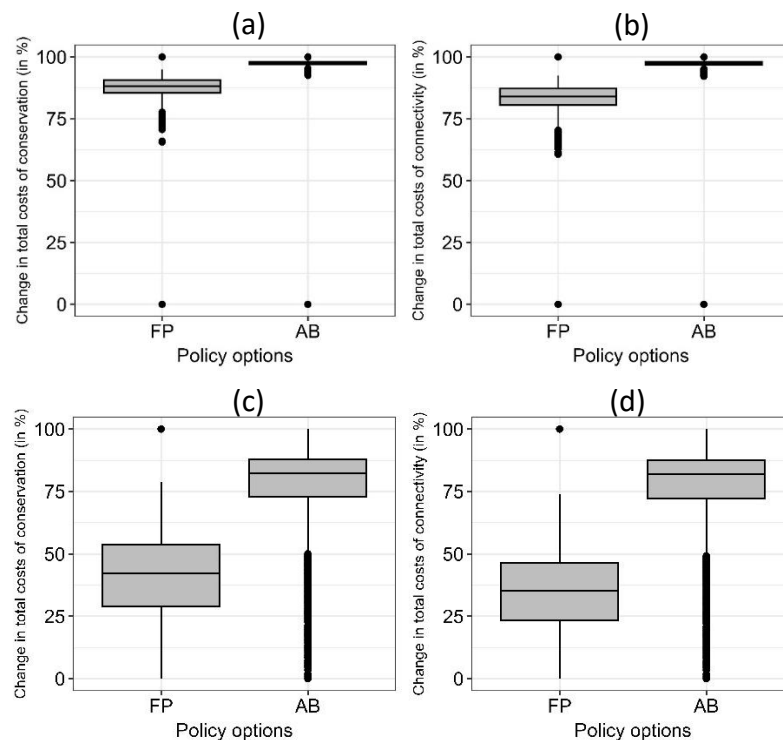 (a)
Change in total costs of conservation (in %)
100
75
50
25
0
FP
AB
Policy options
(b)
Change in total costs of connectivity (in %)
100
75
50
25
0
FP
AB
Policy options
(c)
Change in total costs of conservation (in %)
100
75
50
25
0
FP
AB
Policy options
(d)
Change in total costs of connectivity (in %)
100
75
50
25
0
FP
AB
Policy options